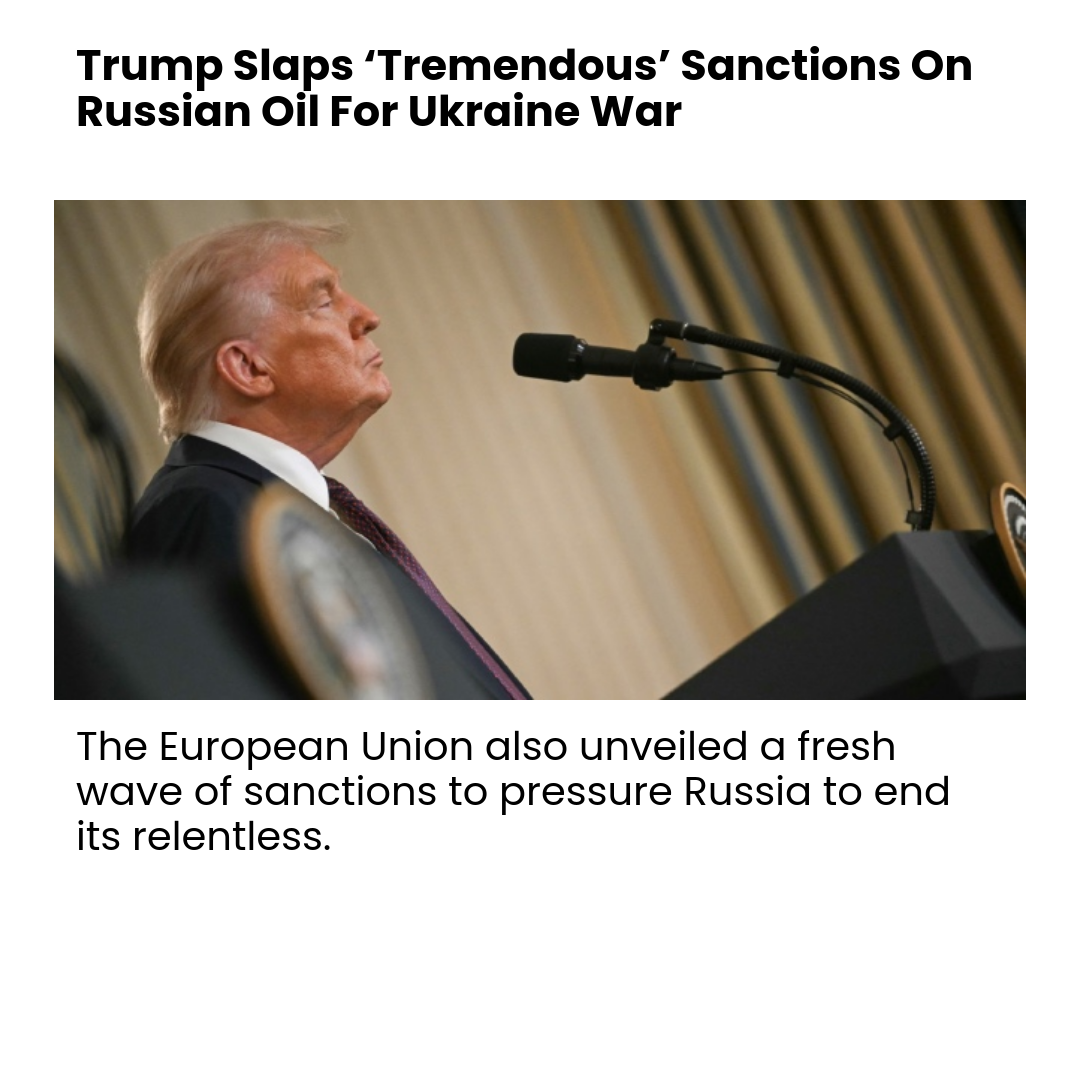 Trump Slaps ‘Tremendous’ Sanctions On
Russian Oil For Ukraine War
The European Union also unveiled a fresh
wave of sanctions to pressure Russia to end
its relentless.